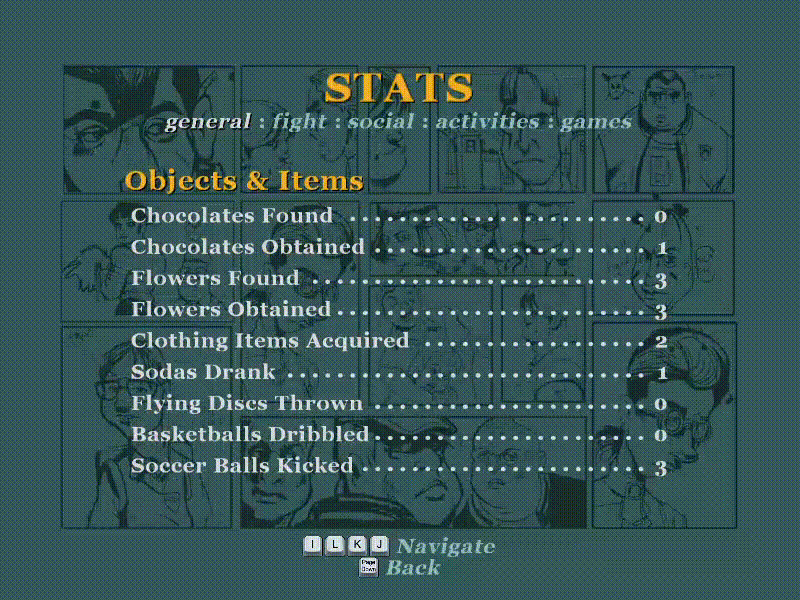 STATS
general : fight : social : activities : games
Objects & Items
Chocolates Found ........................ 0
Chocolates Obtained ...................... 1
Flowers Found ........................... 3
Flowers Obtained ......................... 3
Clothing Items Acquired .................. 2
Sodas Drank ............................. 1
Flying Discs Thrown ...................... 0
Basketballs Dribbled ...................... 0
Soccer Balls Kicked ....................... 3
I L K J Navigate
Page Down Back